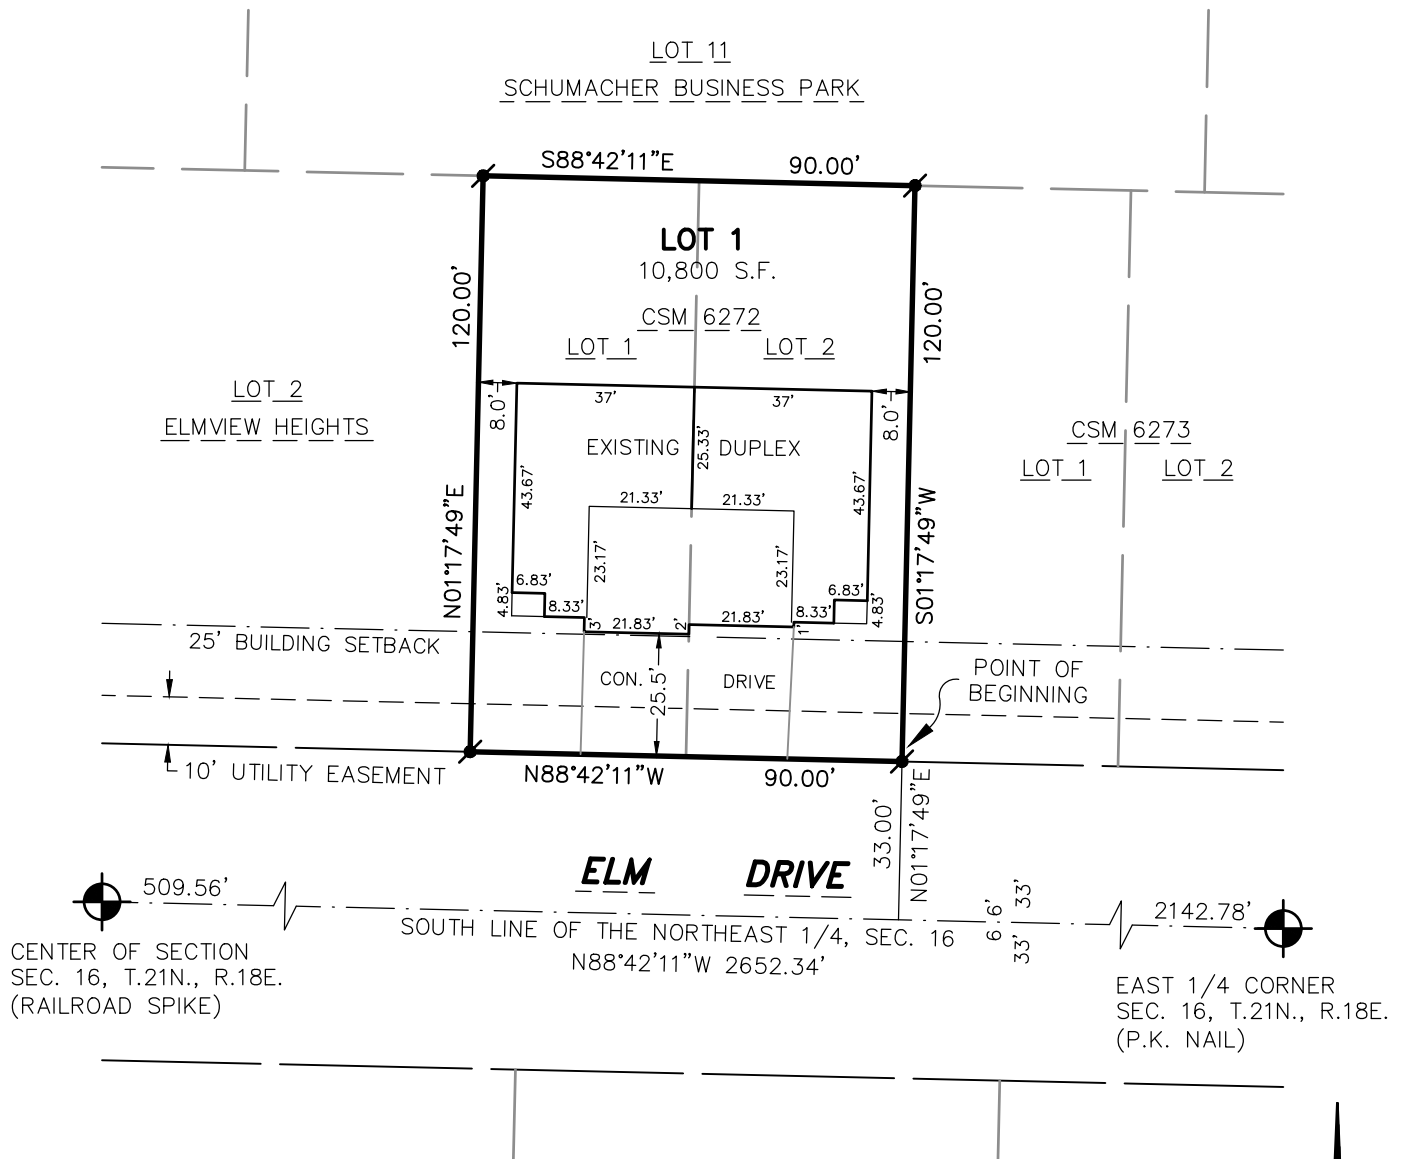 LOT 11
SCHUMACHER BUSINESS PARK
S88°42'11"E
90.00'
LOT 1
10,800 S.F.
120.00'
120.00'
CSM 6272
LOT 1
LOT 2
LOT 2
ELMVIEW HEIGHTS
8.0'
37'
37'
8.0'
EXISTING
DUPLEX
25.33'
CSM 6273
LOT 1
LOT 2
43.67'
43.67'
21.33'
21.33'
N01°17'49"E
S01°17'49"W
23.17'
23.17'
6.83'
6.83'
4.83'
4.83'
8.33'
8.33'
3'
21.83'
2'
21.83'
1'
25' BUILDING SETBACK
CON.
DRIVE
25.5'
POINT OF
BEGINNING
10' UTILITY EASEMENT
N88°42'11"W
90.00'
33.00'
N01°17'49"E
ELM
DRIVE
509.56'
2142.78'
6.6'
33'
33'
SOUTH LINE OF THE NORTHEAST 1/4, SEC. 16
N88°42'11"W 2652.34'
CENTER OF SECTION
SEC. 16, T.21N., R.18E.
(RAILROAD SPIKE)
EAST 1/4 CORNER
SEC. 16, T.21N., R.18E.
(P.K. NAIL)